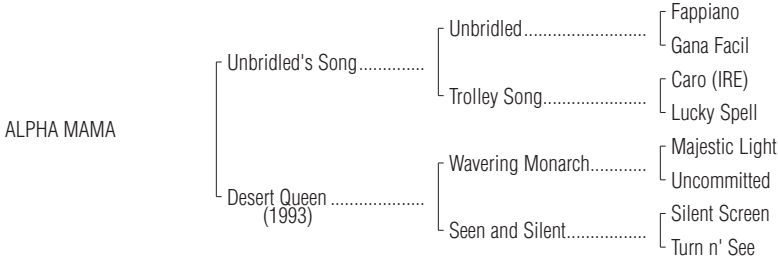 Fappiano
Unbridled.........................
Gana Facil
Unbridled's Song..............
Caro (IRE)
Trolley Song......................
Lucky Spell
ALPHA MAMA
Majestic Light
Wavering Monarch............
Uncommitted
Desert Queen ....................
(1993)
Silent Screen
Seen and Silent.................
Turn n' See